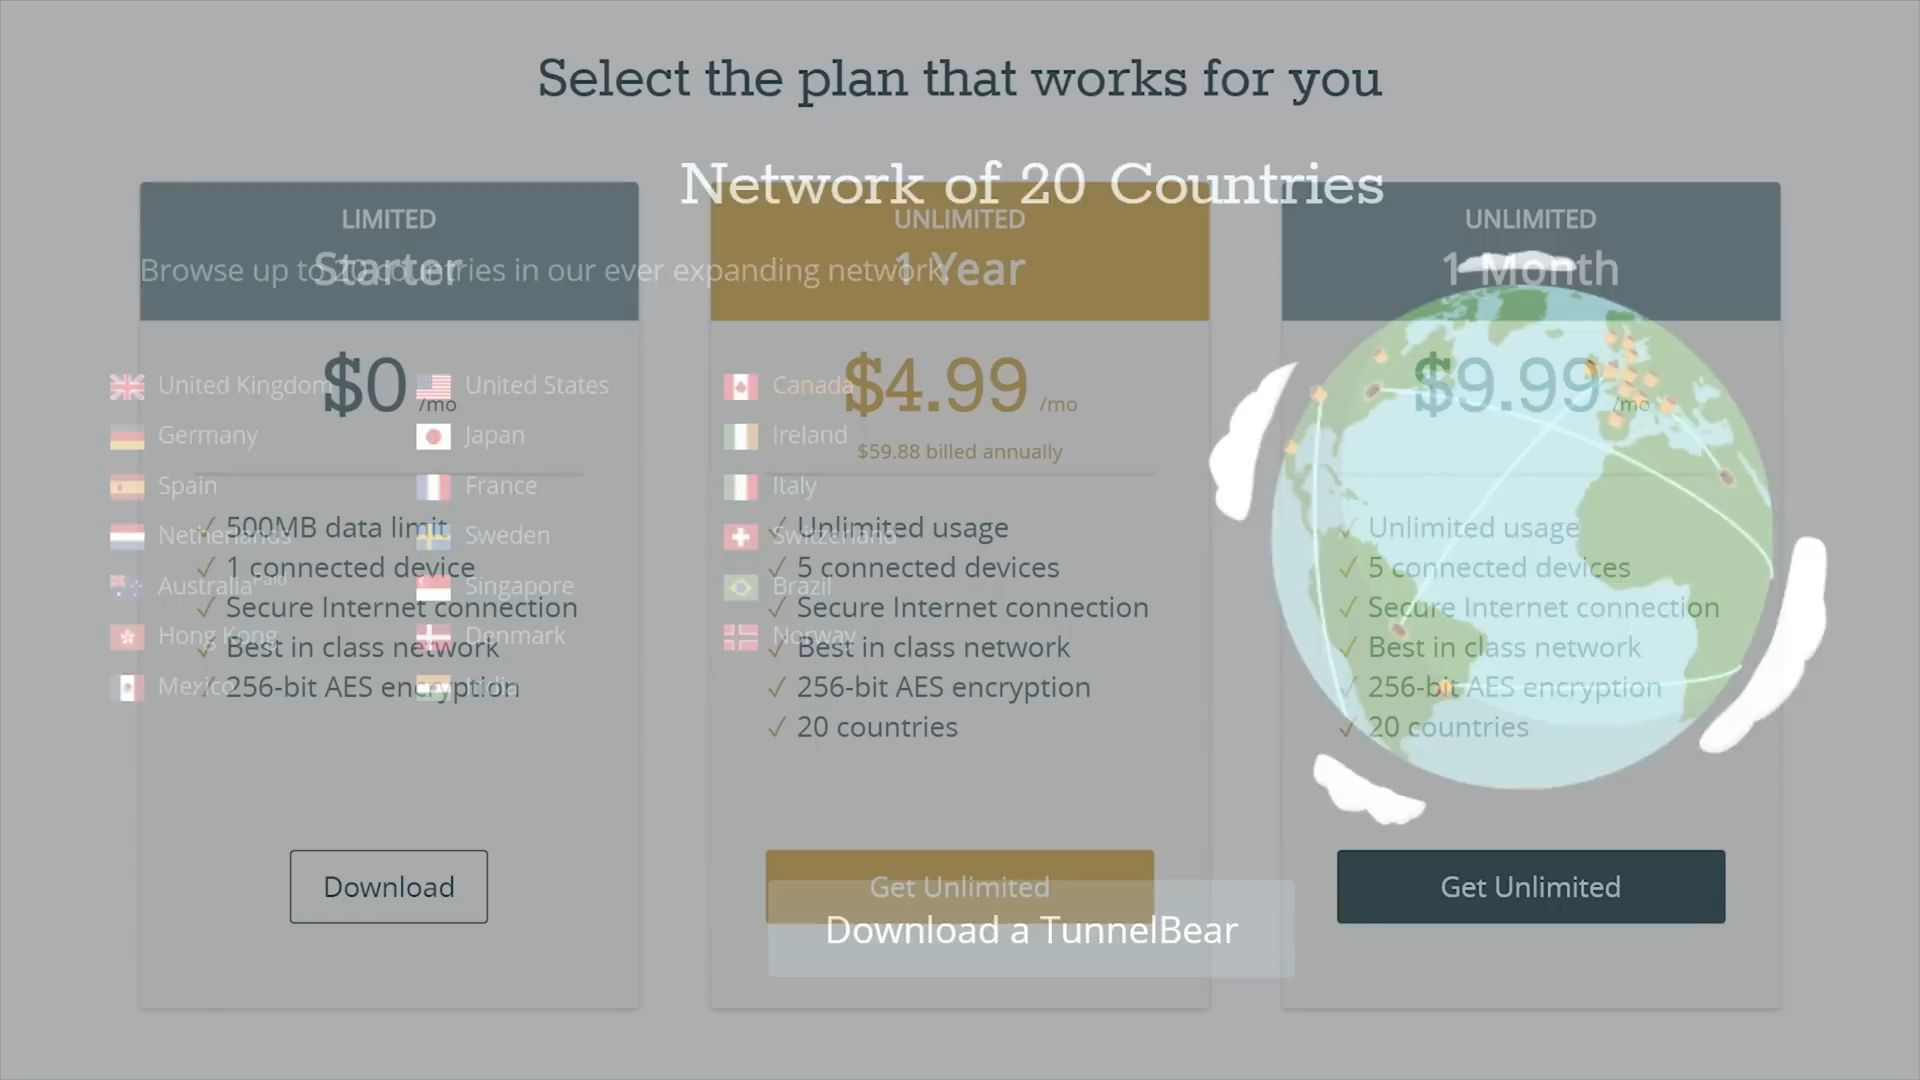 Select the plan that works for you
Network of 20 Countries
Browse up to 20 countries in our ever expanding network.
LIMITED
Starter
$0 /mo
500MB data limit
1 connected device
Secure Internet connection
Best in class network
256-bit AES encryption
Download
UNLIMITED
1 Year
$4.99 /mo
$59.88 billed annually
Unlimited usage
5 connected devices
Secure Internet connection
Best in class network
256-bit AES encryption
20 countries
Get Unlimited
UNLIMITED
1 Month
$9.99 /mo
Unlimited usage
5 connected devices
Secure Internet connection
Best in class network
256-bit AES encryption
20 countries
Get Unlimited
United Kingdom
Germany
Spain
Netherlands
Australia Paid
Hong Kong
Mexico
United States
Japan
France
Sweden
Singapore
Denmark
India
Canada
Ireland
Italy
Switzerland
Brazil
Norway
Download a TunnelBear